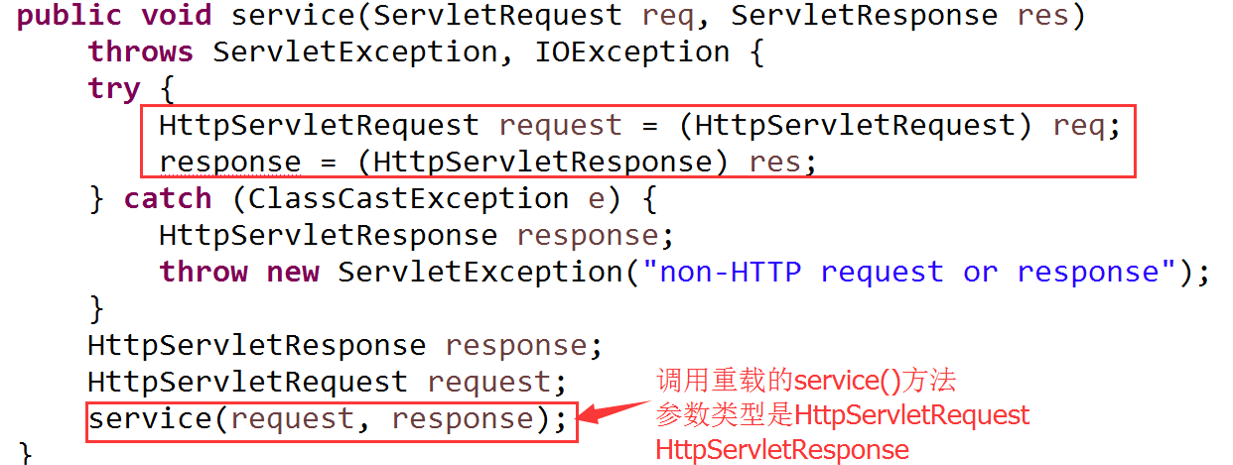 public void service(ServletRequest req, ServletResponse res)
throws ServletException, IOException {
try {
HttpServletRequest request = (HttpServletRequest) req;
response = (HttpServletResponse) res;
} catch (ClassCastException e) {
HttpServletResponse response;
throw new ServletException("non-HTTP request or response");
}
HttpServletResponse response;
HttpServletRequest request;
service(request, response);
}
调用重载的service()方法
参数类型是HttpServletRequest
HttpServletResponse